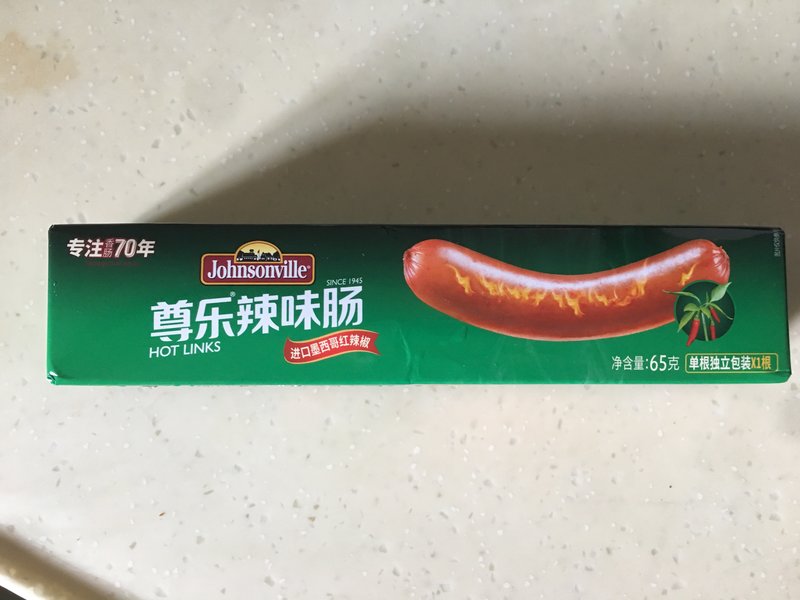 专注香肠70年
Johnsonville®
SINCE 1945
尊乐®辣味肠
HOT LINKS
进口墨西哥红辣椒
净含量:65克
单根独立包装X1根